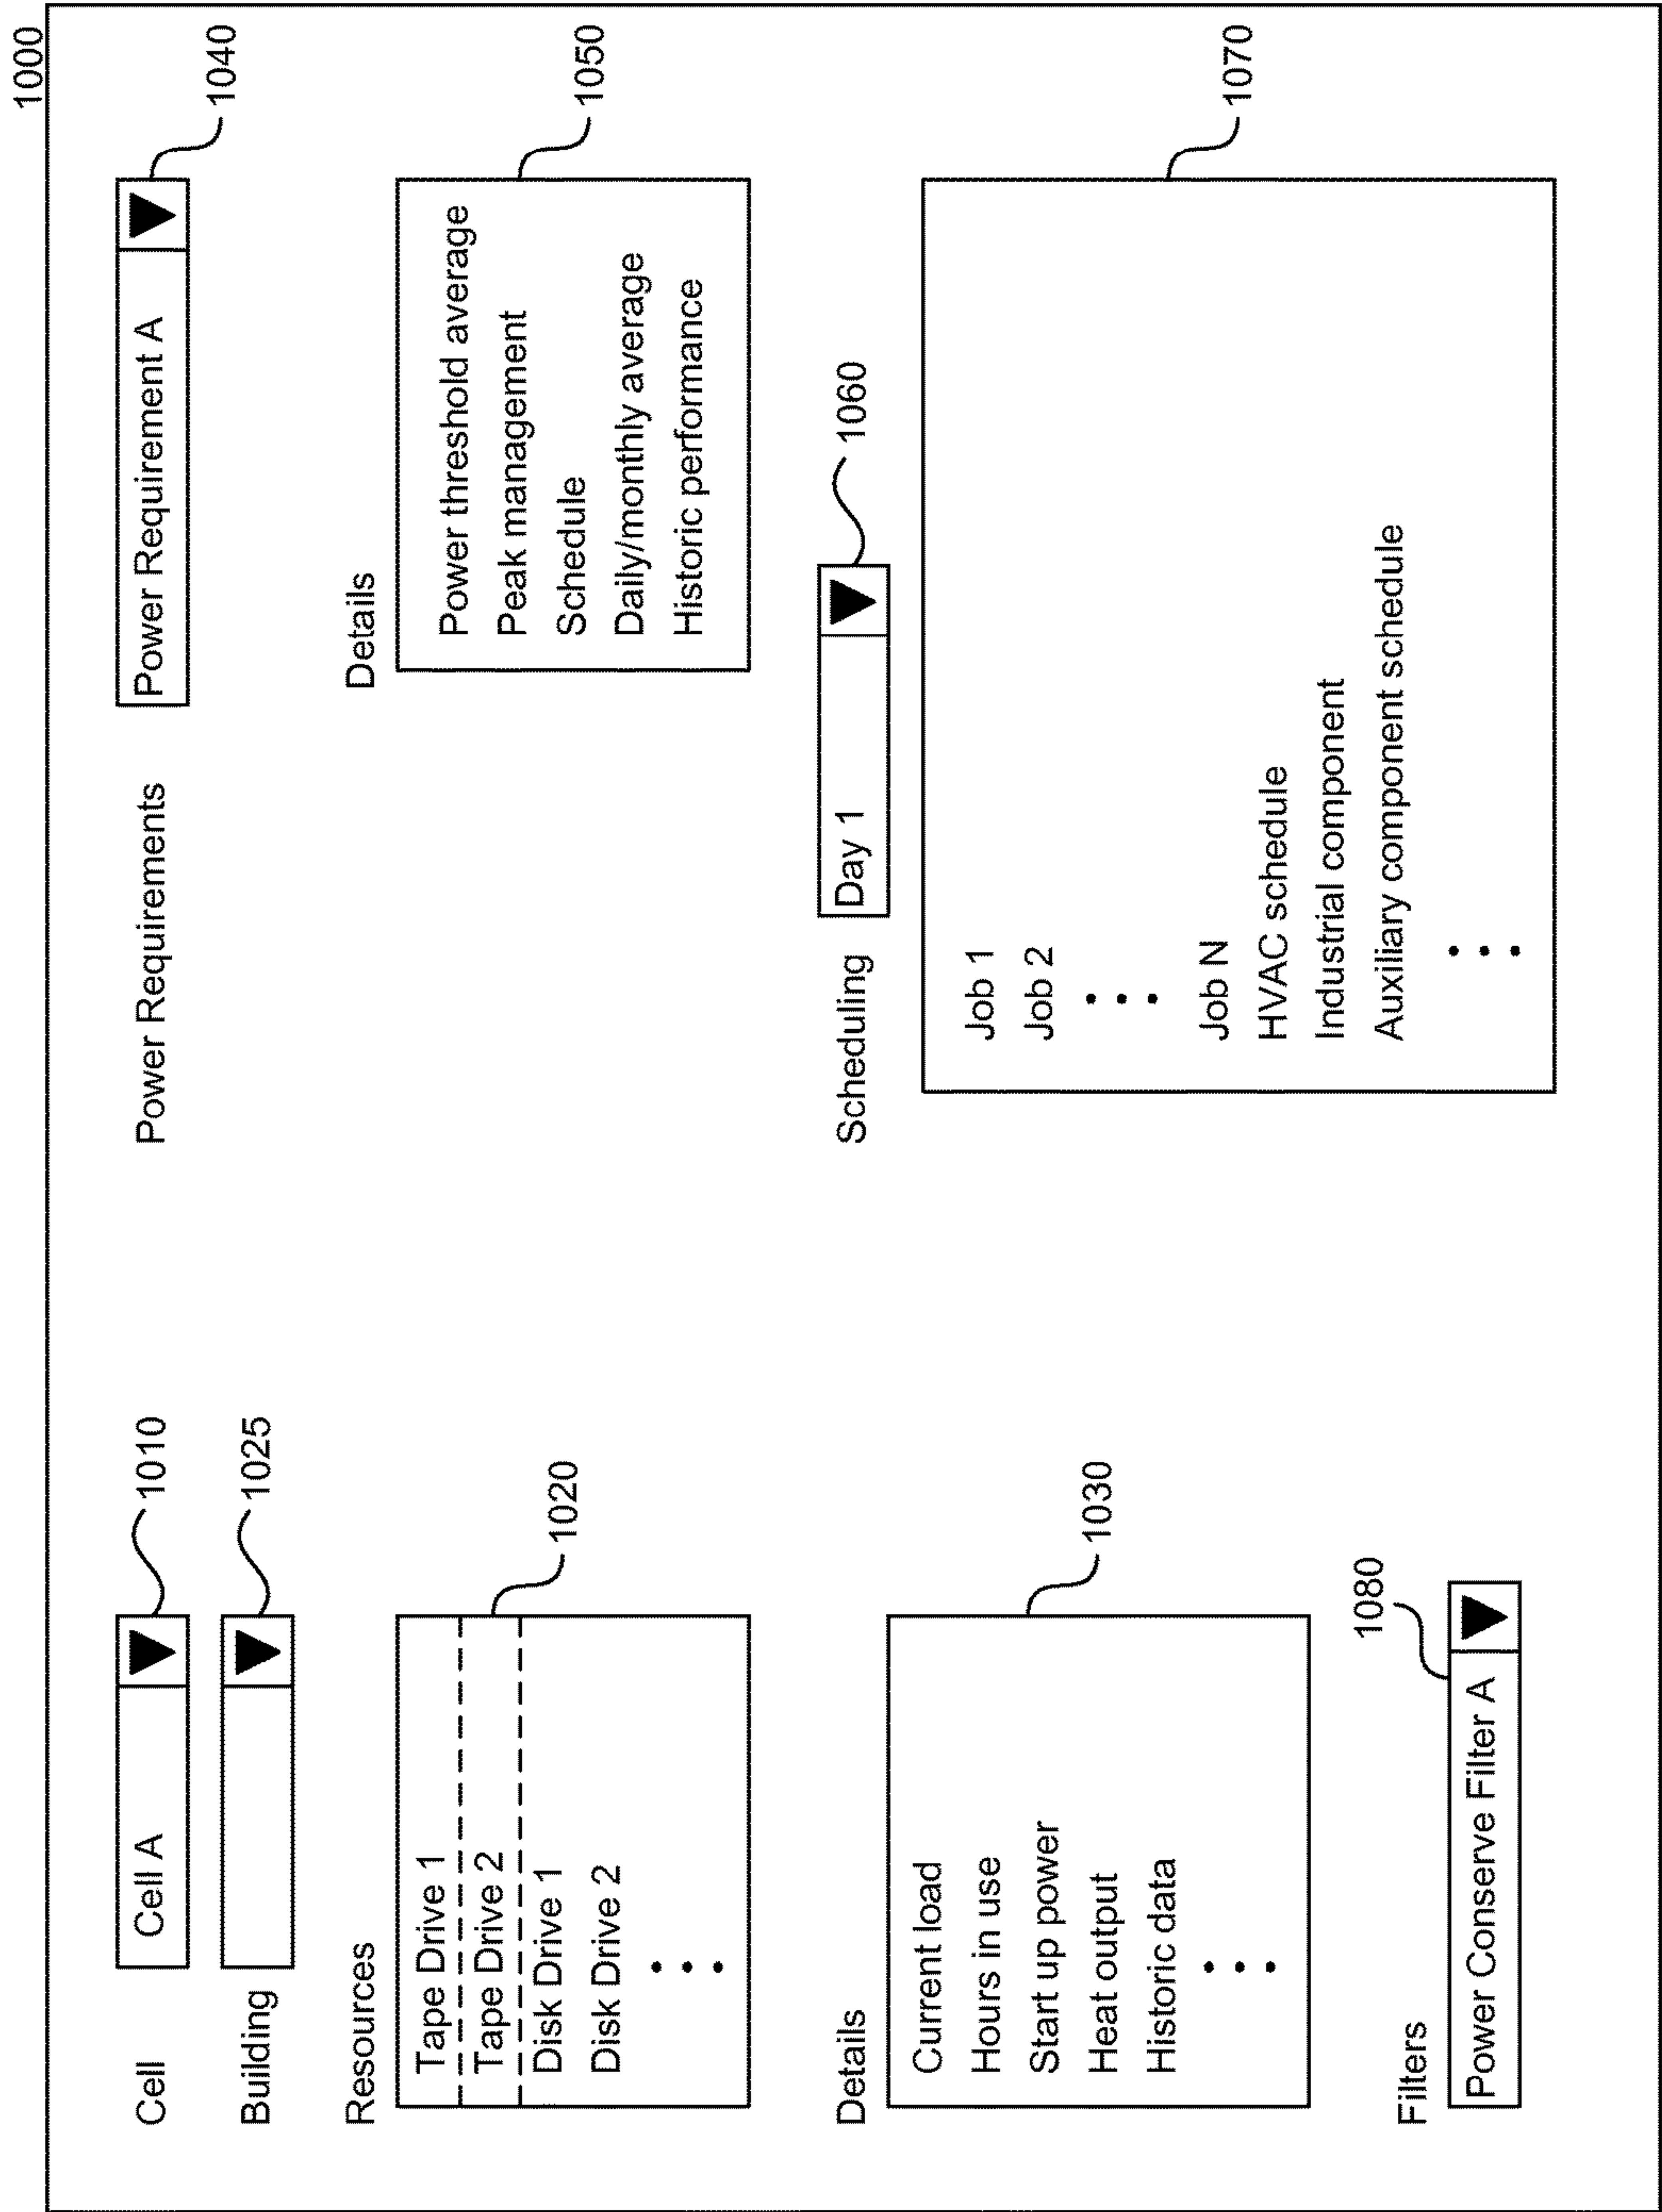 1000
Cell
Cell A
1010
Building
1025
Resources
Tape Drive 1
Tape Drive 2
Disk Drive 1
Disk Drive 2
1020
Details
Current load
Hours in use
Start up power
Heat output
Historic data
1030
Filters
Power Conserve Filter A
1080
Power Requirements
Power Requirement A
1040
Details
Power threshold average
Peak management
Schedule
Daily/monthly average
Historic performance
1050
Scheduling
Day 1
1060
Job 1
Job 2
Job N
HVAC schedule
Industrial component
Auxiliary component schedule
1070